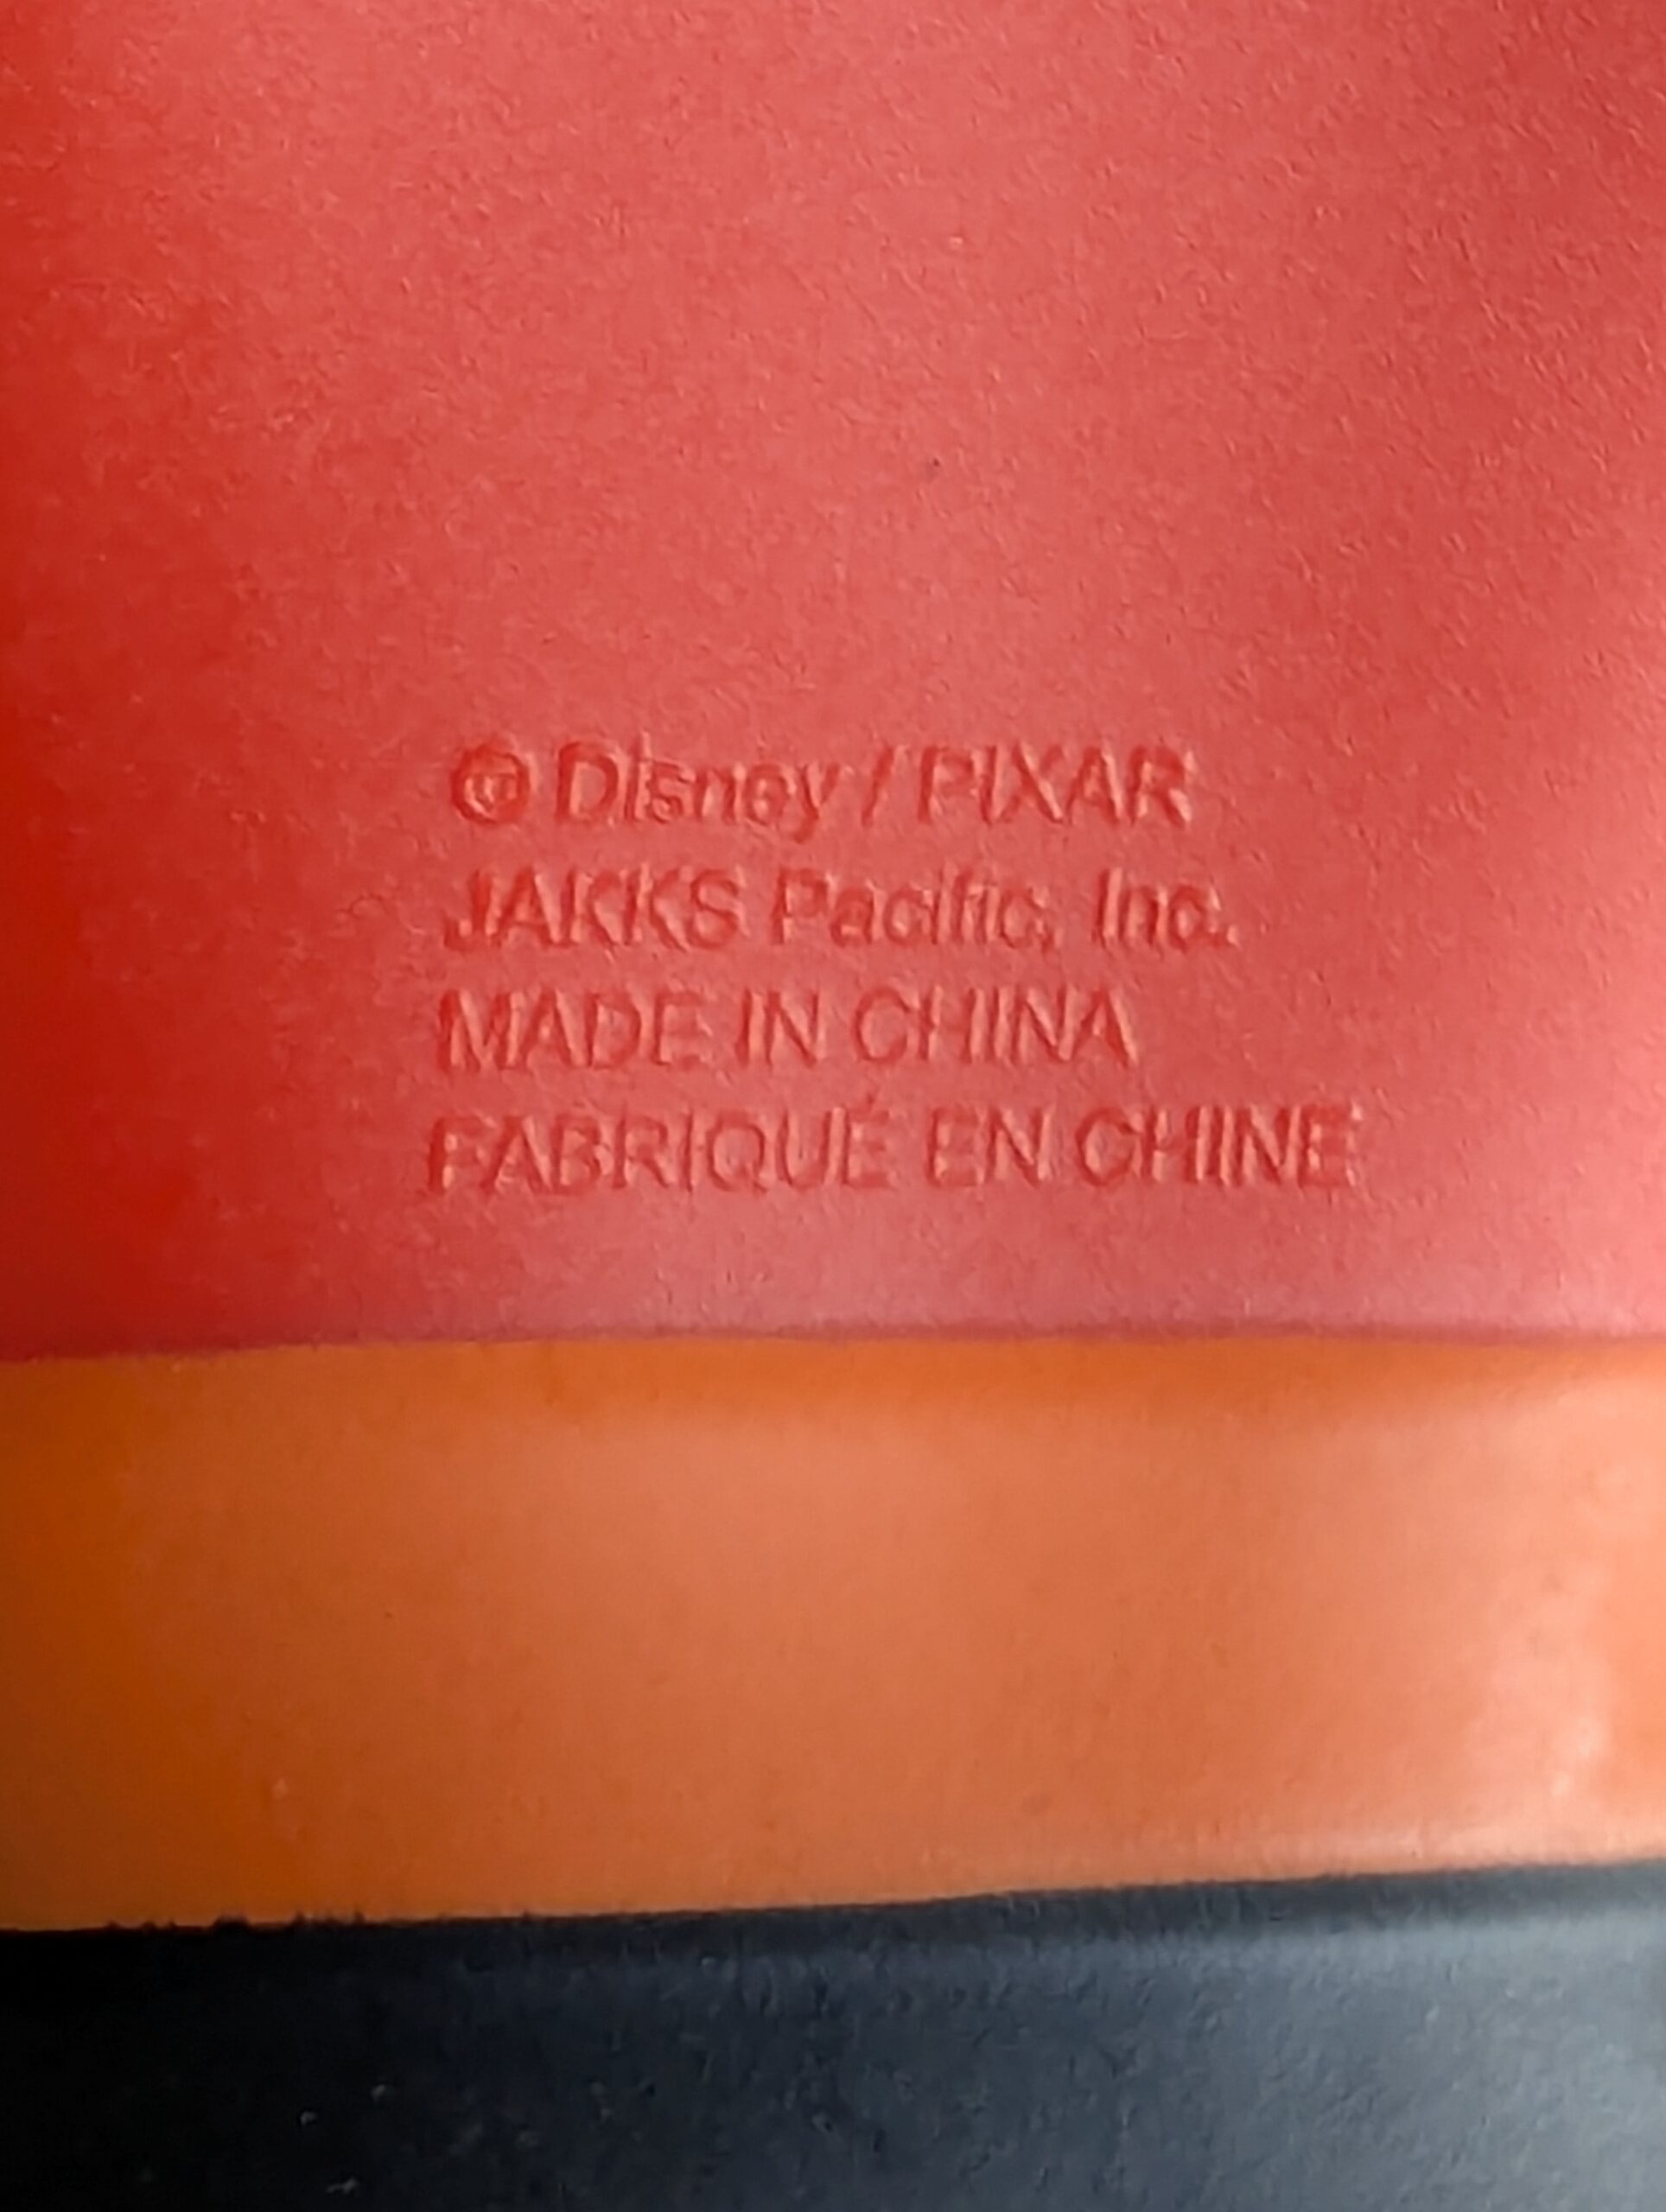 © Disney / PIXAR
JAKKS Pacific, Inc.
MADE IN CHINA
FABRIQUÉ EN CHINE